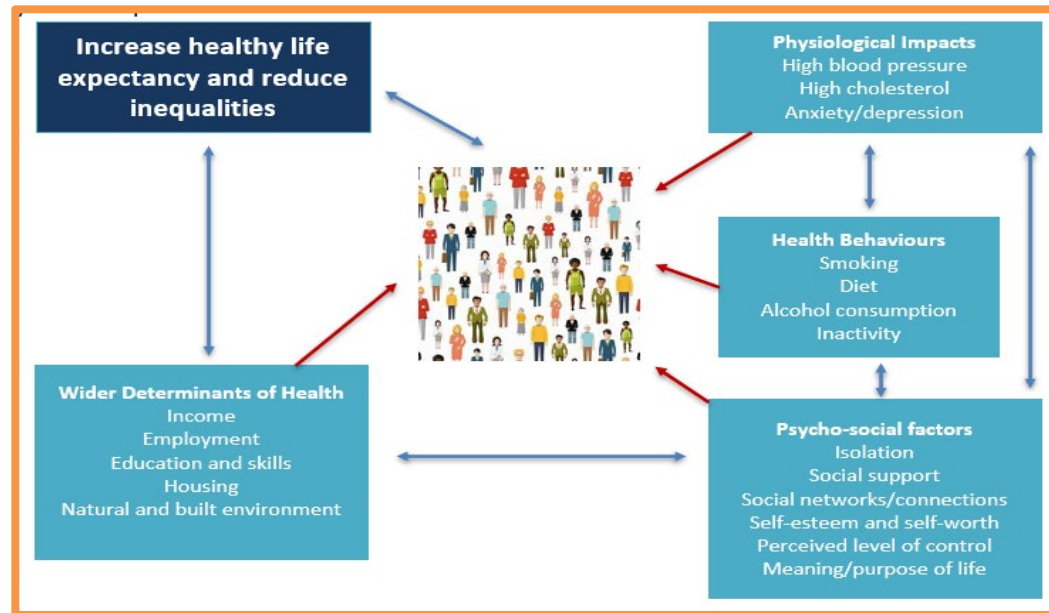 Increase healthy life
expectancy and reduce
inequalities
Physiological Impacts
High blood pressure
High cholesterol
Anxiety/depression
Health Behaviours
Smoking
Diet
Alcohol consumption
Inactivity
Wider Determinants of Health
Income
Employment
Education and skills
Housing
Natural and built environment
Psycho-social factors
Isolation
Social support
Social networks/connections
Self-esteem and self-worth
Perceived level of control
Meaning/purpose of life